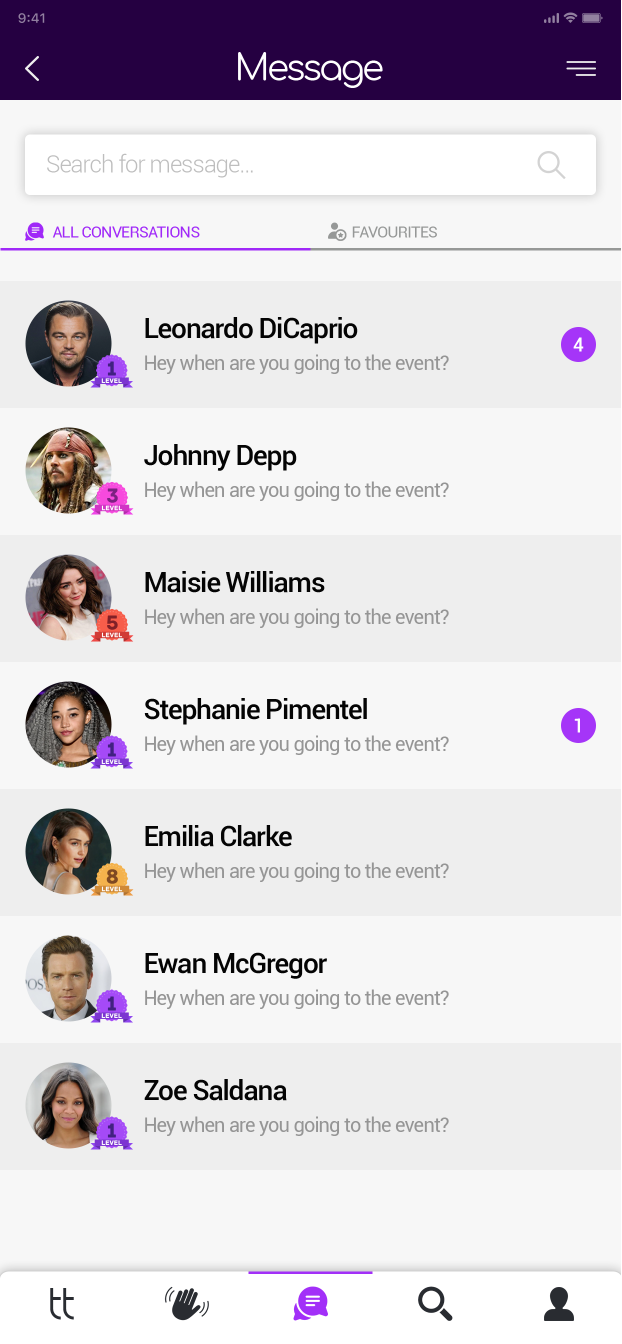 9:41
Message
Search for message...
ALL CONVERSATIONS
FAVOURITES
Leonardo DiCaprio
Hey when are you going to the event?
4
1
LEVEL
Johnny Depp
Hey when are you going to the event?
3
LEVEL
Maisie Williams
Hey when are you going to the event?
5
LEVEL
Stephanie Pimentel
Hey when are you going to the event?
1
1
LEVEL
Emilia Clarke
Hey when are you going to the event?
8
LEVEL
Ewan McGregor
Hey when are you going to the event?
1
LEVEL
Zoe Saldana
Hey when are you going to the event?
1
LEVEL
tt